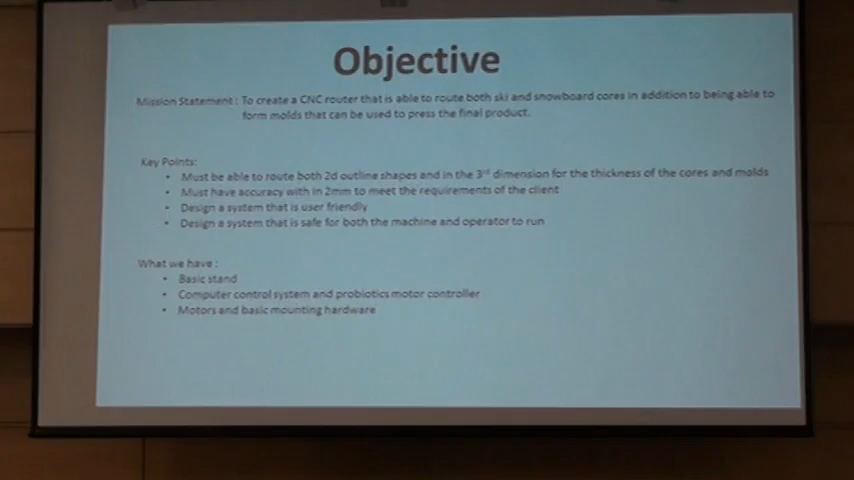 Objective
Mission Statement : To create a CNC router that is able to route both ski and snowboard cores in addition to being able to
form molds that can be used to press the final product.
Key Points:
• Must be able to route both 2d outline shapes and in the 3rd dimension for the thickness of the cores and molds
• Must have accuracy with in 2mm to meet the requirements of the client
• Design a system that is user friendly
• Design a system that is safe for both the machine and operator to run
What we have :
• Basic stand
• Computer control system and probiotics motor controller
• Motors and basic mounting hardware